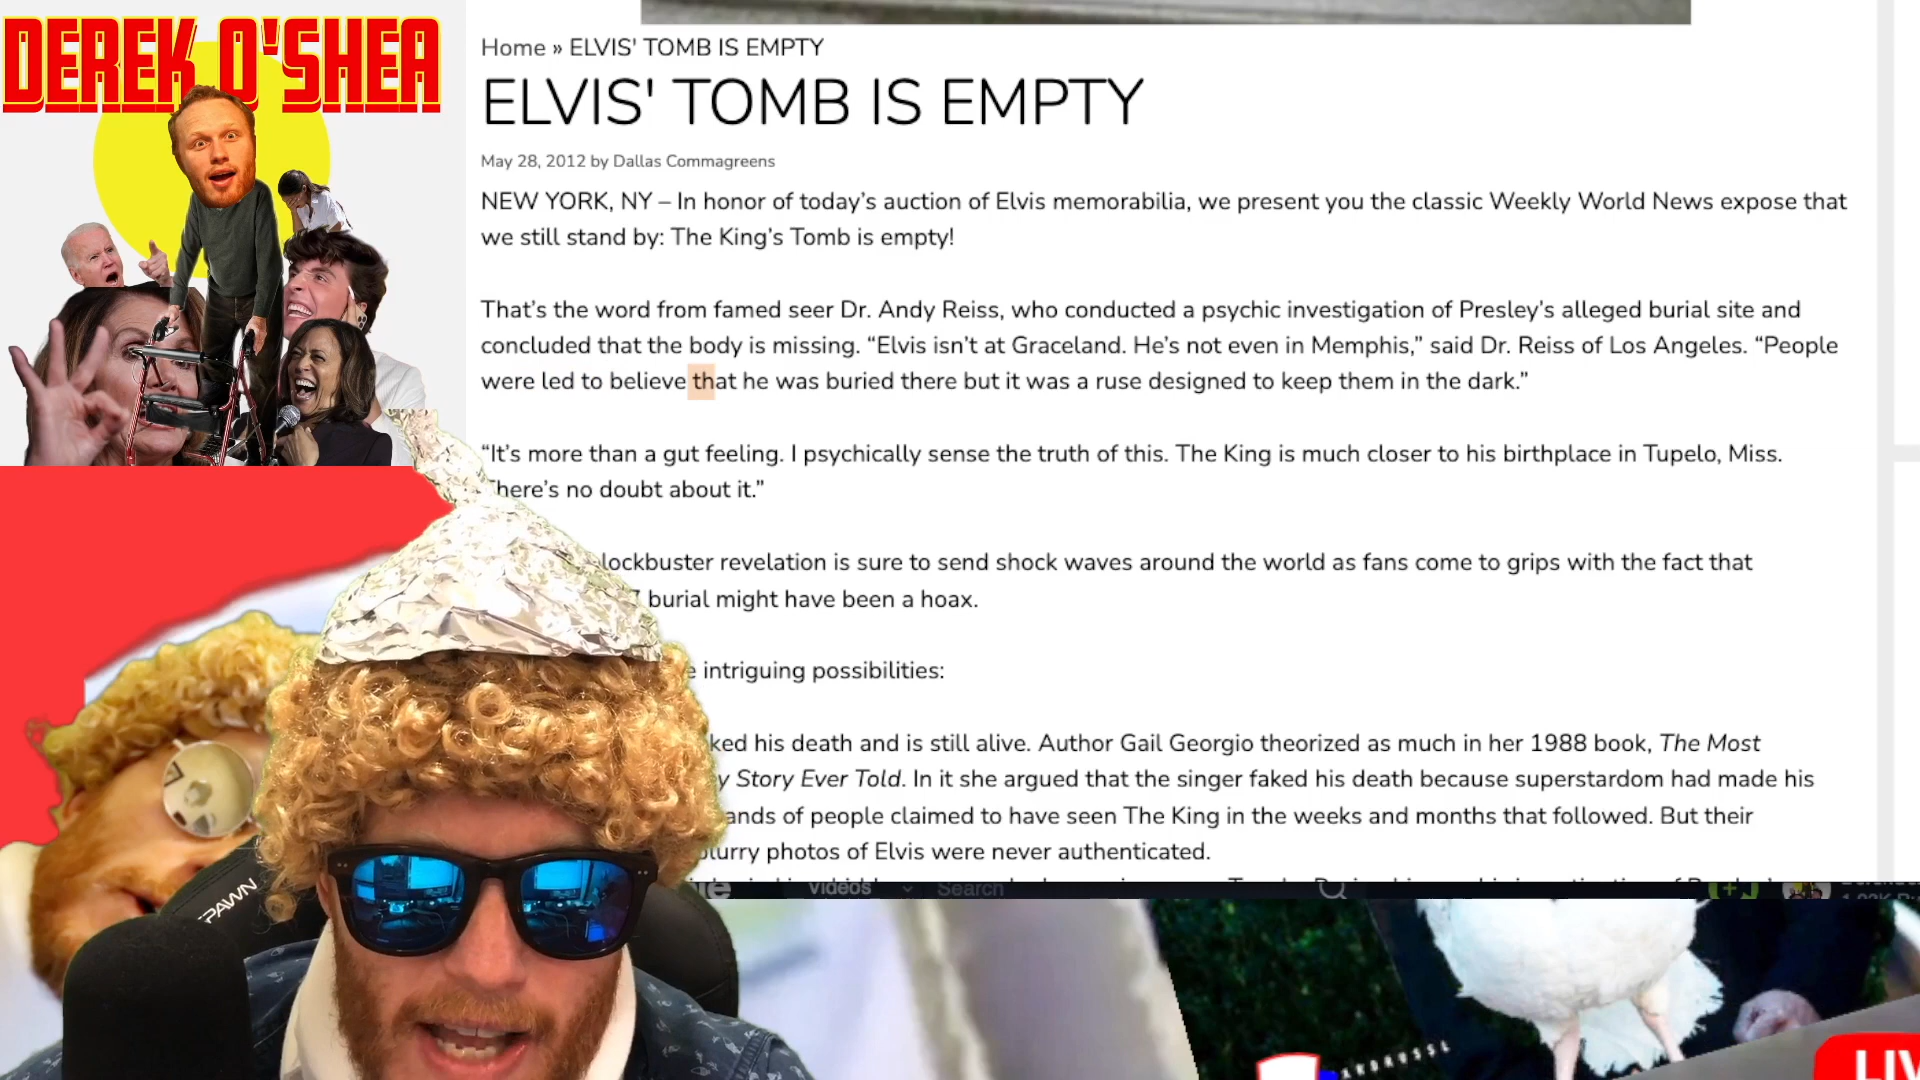 DEREK O'SHEA
Home » ELVIS' TOMB IS EMPTY
ELVIS' TOMB IS EMPTY
May 28, 2012 by Dallas Commagreens
NEW YORK, NY – In honor of today’s auction of Elvis memorabilia, we present you the classic Weekly World News expose that
we still stand by: The King’s Tomb is empty!
That’s the word from famed seer Dr. Andy Reiss, who conducted a psychic investigation of Presley’s alleged burial site and
concluded that the body is missing. “Elvis isn’t at Graceland. He’s not even in Memphis,” said Dr. Reiss of Los Angeles. “People
were led to believe that he was buried there but it was a ruse designed to keep them in the dark.”
“It’s more than a gut feeling. I psychically sense the truth of this. The King is much closer to his birthplace in Tupelo, Miss.
here’s no doubt about it.”
lockbuster revelation is sure to send shock waves around the world as fans come to grips with the fact that
7 burial might have been a hoax.
e intriguing possibilities:
ked his death and is still alive. Author Gail Georgio theorized as much in her 1988 book, The Most
y Story Ever Told. In it she argued that the singer faked his death because superstardom had made his
ands of people claimed to have seen The King in the weeks and months that followed. But their
blurry photos of Elvis were never authenticated.
Videos Search
PAWN
LIV